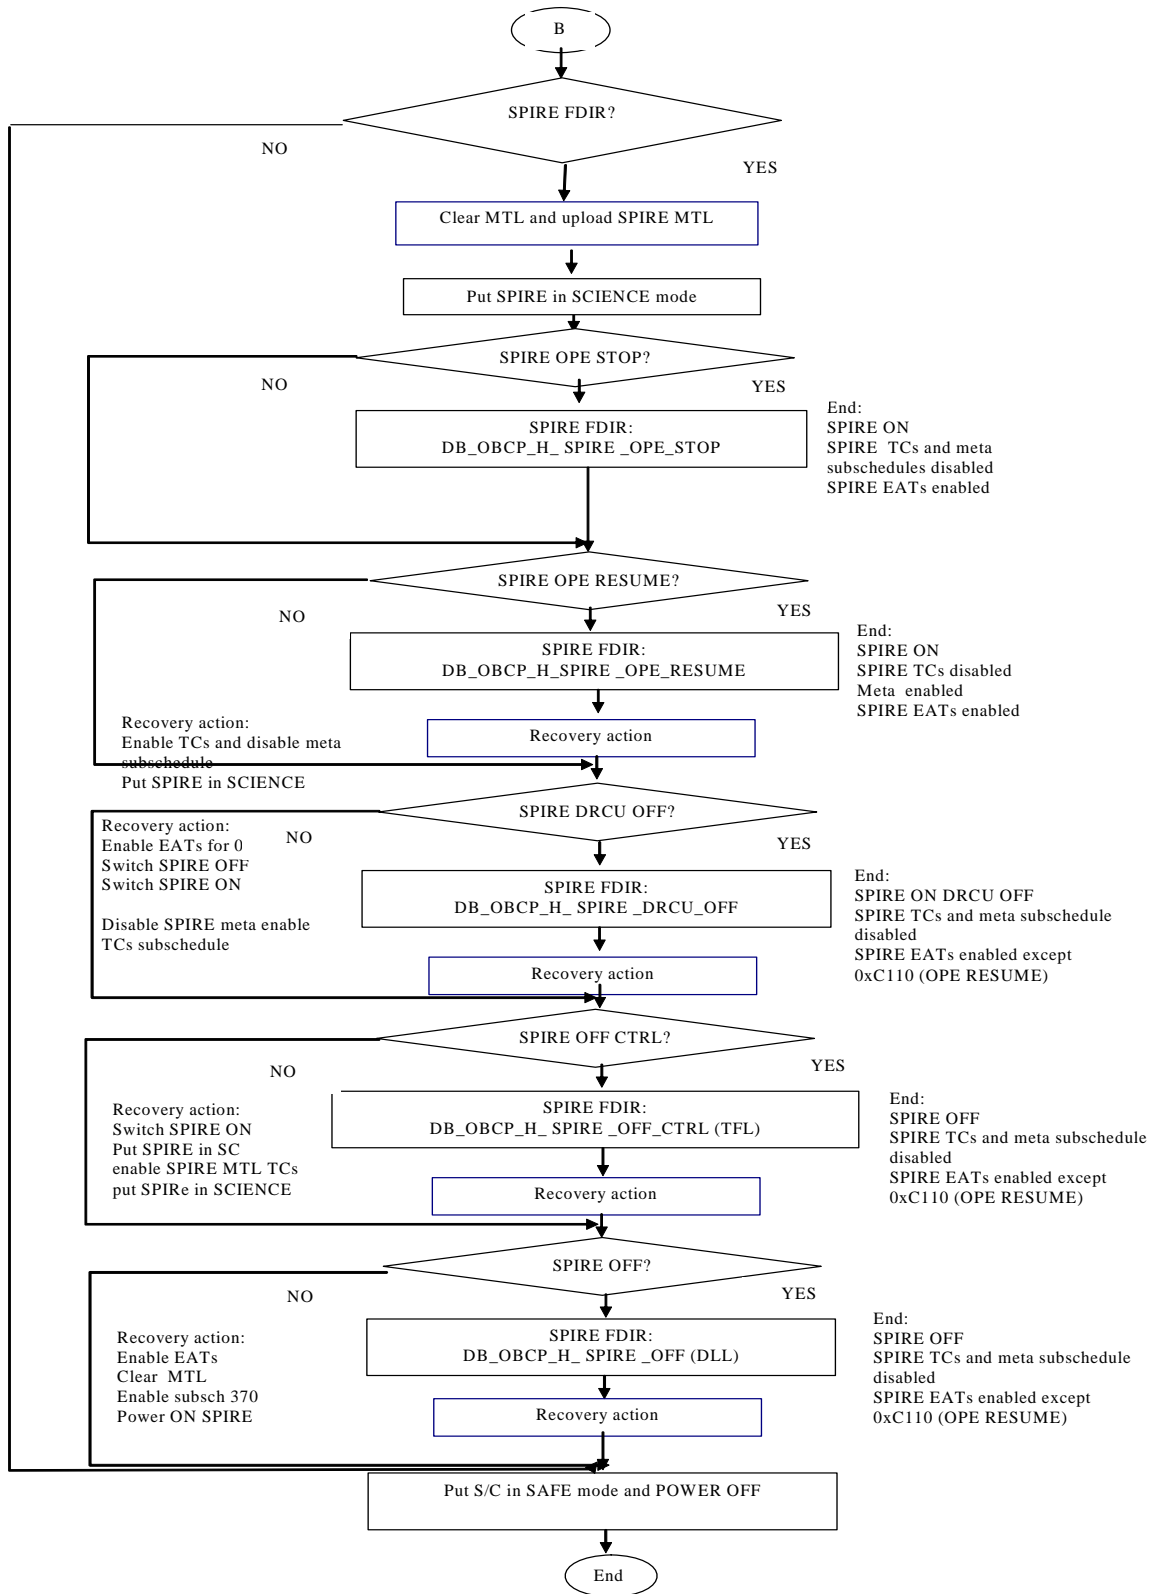 B
SPIRE FDIR?
NO
YES
Clear MTL and upload SPIRE MTL
Put SPIRE in SCIENCE mode
SPIRE OPE STOP?
NO
YES
SPIRE FDIR:
DB_OBCP_H_ SPIRE _OPE_STOP
End:
SPIRE ON
SPIRE TCs and meta
subschedules disabled
SPIRE EATs enabled
SPIRE OPE RESUME?
NO
YES
SPIRE FDIR:
DB_OBCP_H_SPIRE _OPE_RESUME
End:
SPIRE ON
SPIRE TCs disabled
Meta enabled
SPIRE EATs enabled
Recovery action
Recovery action:
Enable TCs and disable meta
subschedule
Put SPIRE in SCIENCE
SPIRE DRCU OFF?
NO
YES
Recovery action:
Enable EATs for 0
Switch SPIRE OFF
Switch SPIRE ON
Disable SPIRE meta enable
TCs subschedule
SPIRE FDIR:
DB_OBCP_H_ SPIRE _DRCU_OFF
End:
SPIRE ON DRCU OFF
SPIRE TCs and meta subschedule
disabled
SPIRE EATs enabled except
0xC110 (OPE RESUME)
Recovery action
SPIRE OFF CTRL?
NO
YES
Recovery action:
Switch SPIRE ON
Put SPIRE in SC
enable SPIRE MTL TCs
put SPIRe in SCIENCE
SPIRE FDIR:
DB_OBCP_H_ SPIRE _OFF_CTRL (TFL)
End:
SPIRE OFF
SPIRE TCs and meta subschedule
disabled
SPIRE EATs enabled except
0xC110 (OPE RESUME)
Recovery action
SPIRE OFF?
NO
YES
Recovery action:
Enable EATs
Clear MTL
Enable subsch 370
Power ON SPIRE
SPIRE FDIR:
DB_OBCP_H_ SPIRE _OFF (DLL)
End:
SPIRE OFF
SPIRE TCs and meta subschedule
disabled
SPIRE EATs enabled except
0xC110 (OPE RESUME)
Recovery action
Put S/C in SAFE mode and POWER OFF
End